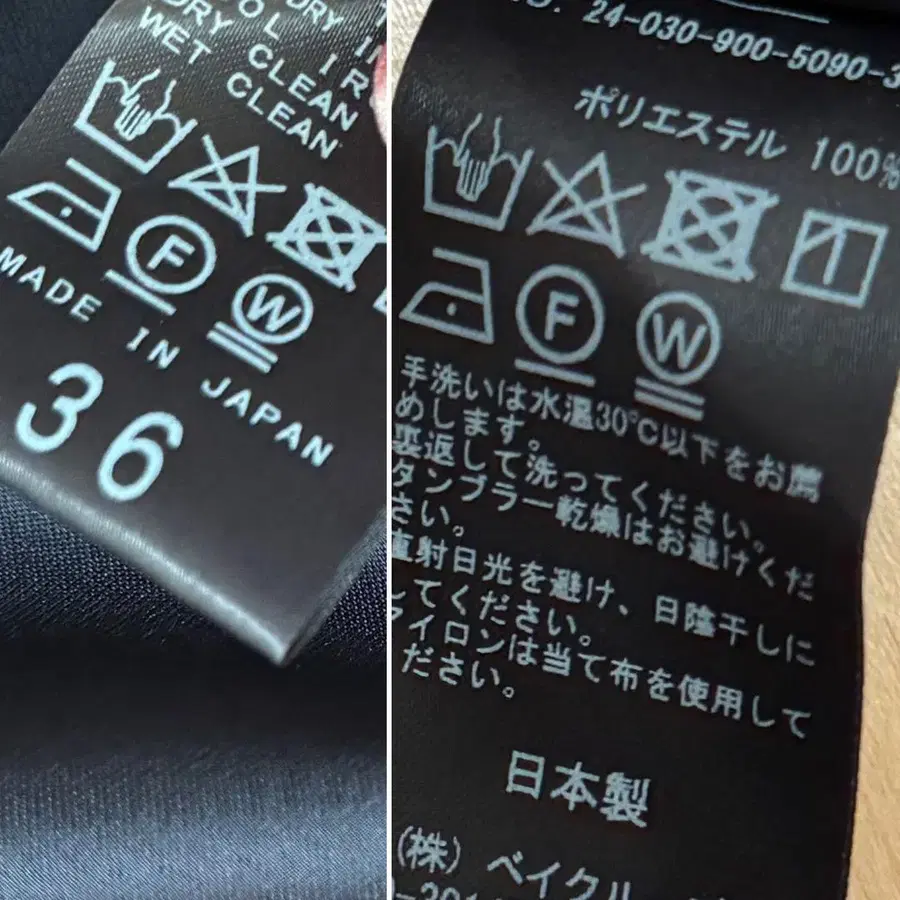 DRY
CLEAN
WET
CLEAN
F
W
MADE IN JAPAN
36
24-030-900-5090-3
ポリエステル 100%
F
W
手洗いは水温30℃以下をお薦
めします。
裏返して洗ってください。
タンブラー乾燥はお避けくだ
さい。
直射日光を避け、日陰干しに
してください。
アイロンは当て布を使用して
ください。
日本製
(株) ベイクル